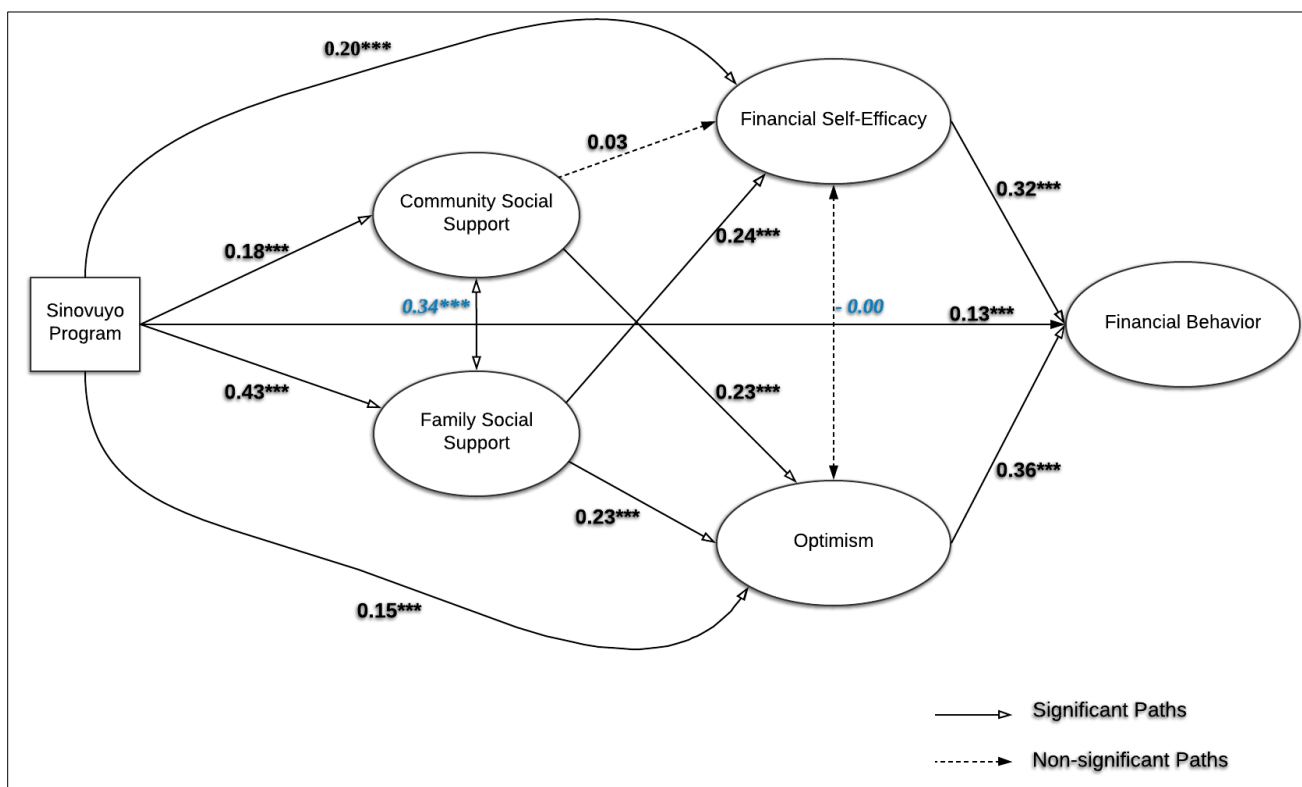 0.20***
Financial Self-Efficacy
0.03
0.32***
Community Social
Support
0.24***
0.18***
0.34***
- 0.00
0.13***
Sinovuyo
Program
Financial Behavior
0.43***
0.23***
Family Social
Support
0.36***
0.23***
Optimism
0.15***
Significant Paths
Non-significant Paths